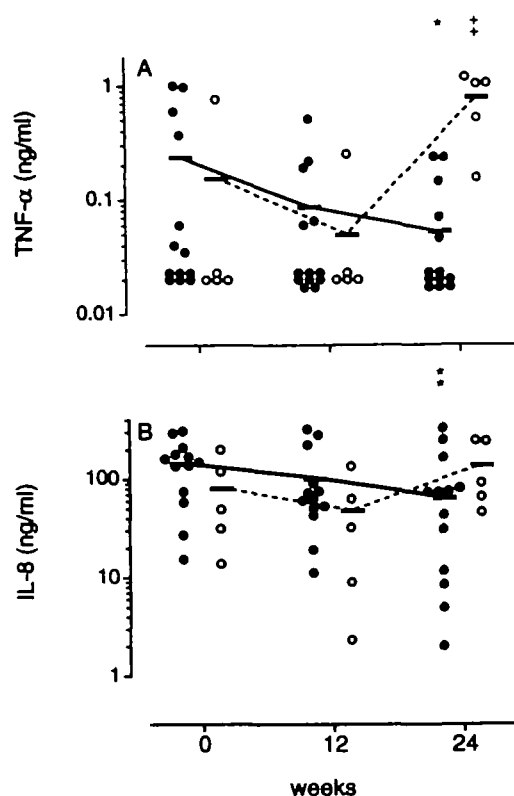 *
+
+
A
1
0.1
0.01
TNF-α (ng/ml)
*
*
B
100
10
1
IL-8 (ng/ml)
0 12 24
weeks